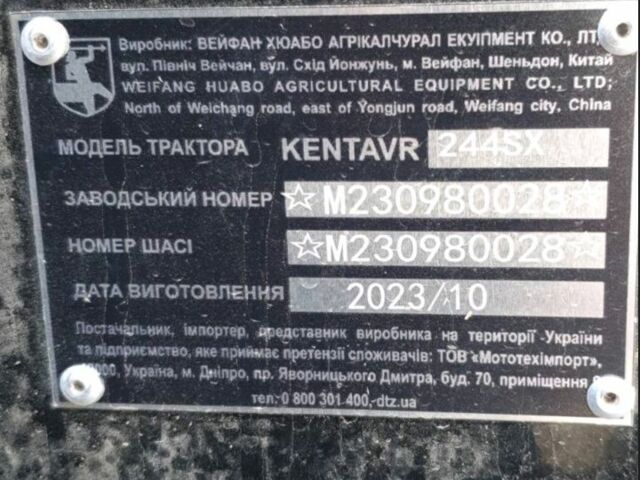 Виробник: ВЕЙФАН ХЮАБО АГРІКАЛЧУРАЛ ЕКУІПМЕНТ КО., ЛТ
вул. Північ Вейчан, вул. Схід Йонжунь, м. Вейфан, Шеньдон, Китай
WEIFANG HUABO AGRICULTURAL EQUIPMENT CO., LTD;
North of Weichang road, east of Yongjun road, Weifang city, China
МОДЕЛЬ ТРАКТОРА KENTAVR 244SX
ЗАВОДСЬКИЙ НОМЕР ☆M230980028☆
НОМЕР ШАСІ ☆M230980028☆
ДАТА ВИГОТОВЛЕННЯ 2023/10
Постачальник, імпортер, представник виробника на території України
та підприємство, яке приймає претензії споживачів: ТОВ «Мототехімпорт»,
Україна, м. Дніпро, пр. Яворницького Дмитра, буд. 70, приміщення
тел. 0 800 301 400, dtz.ua